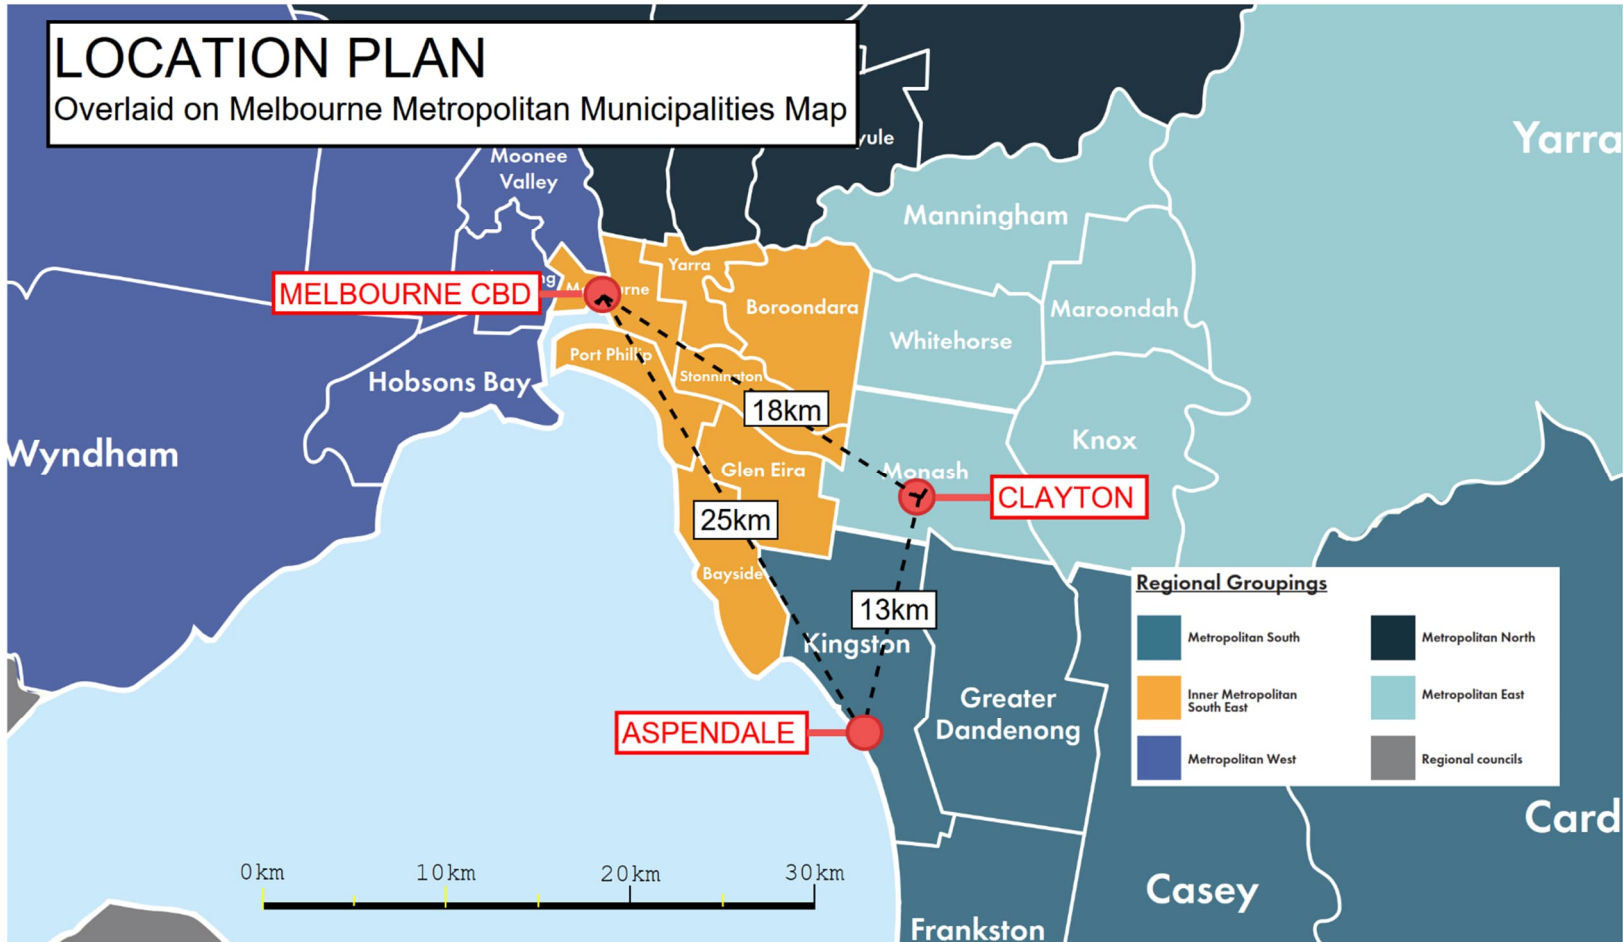 LOCATION PLAN
Overlaid on Melbourne Metropolitan Municipalities Map
Moonee
Valley
Manningham
Yarra
Yarra
MELBOURNE CBD
Boroondara
Maroondah
Whitehorse
Port Phillip
Stonnington
Hobsons Bay
18km
Knox
Wyndham
Glen Eira
Monash
CLAYTON
25km
Bayside
13km
Kingston
Greater
Dandenong
ASPENDALE
Regional Groupings
Metropolitan South
Metropolitan North
Inner Metropolitan
South East
Metropolitan East
Metropolitan West
Regional councils
Card
Casey
Frankston
0km 10km 20km 30km